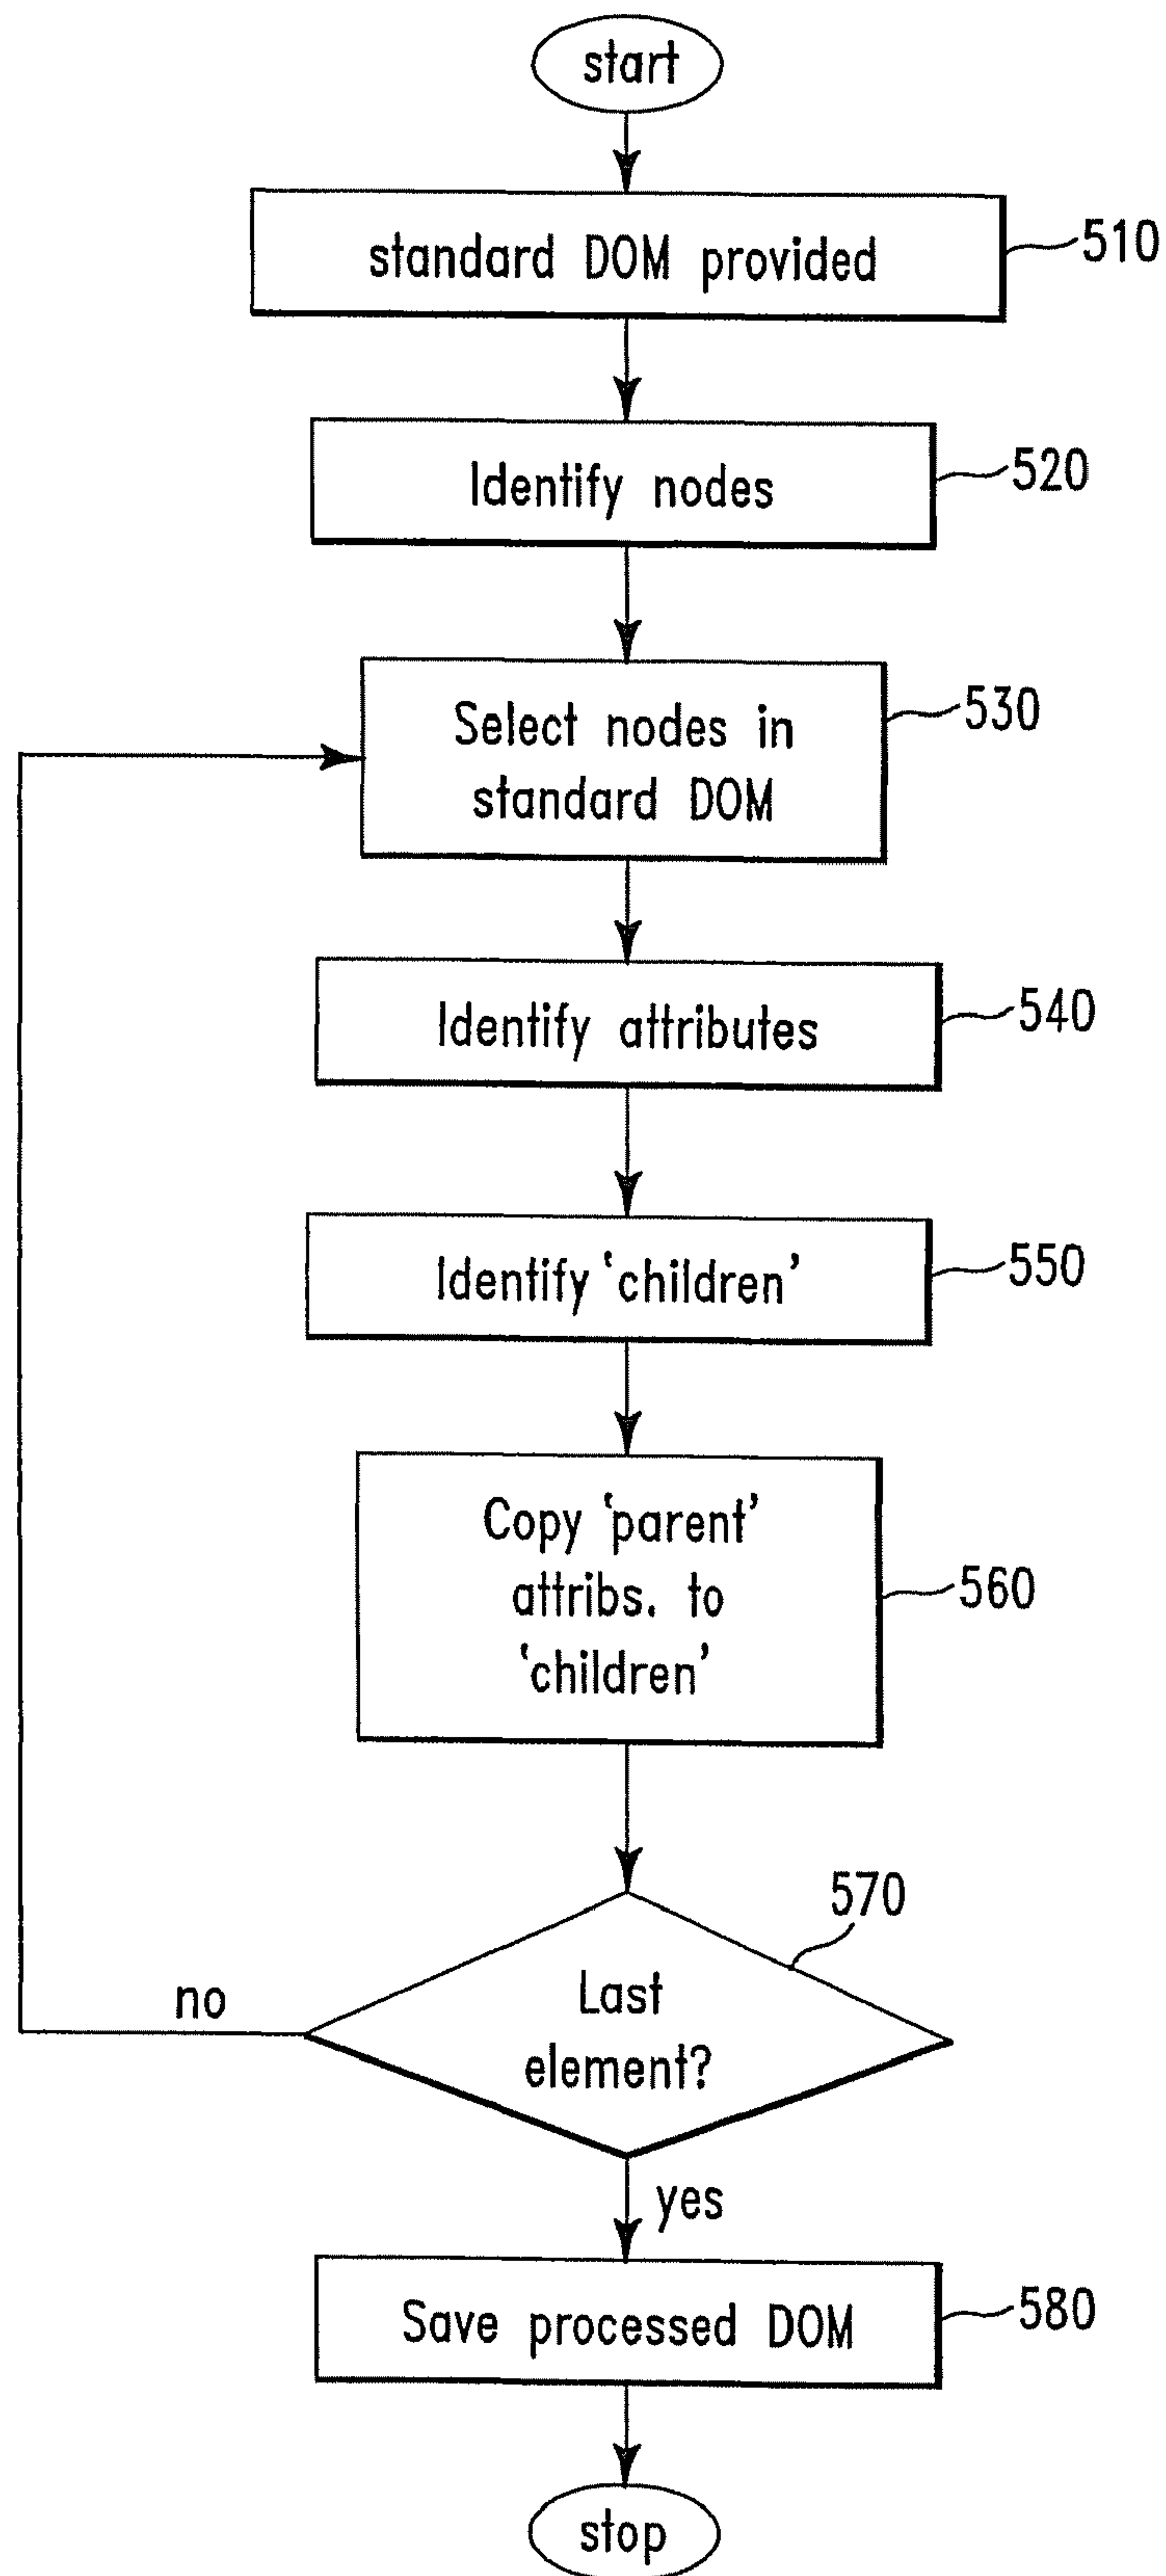 start
standard DOM provided
510
Identify nodes
520
Select nodes in
standard DOM
530
Identify attributes
540
Identify ‘children’
550
Copy ‘parent’
attribs. to
‘children’
560
570
Last
element?
no
yes
Save processed DOM
580
stop